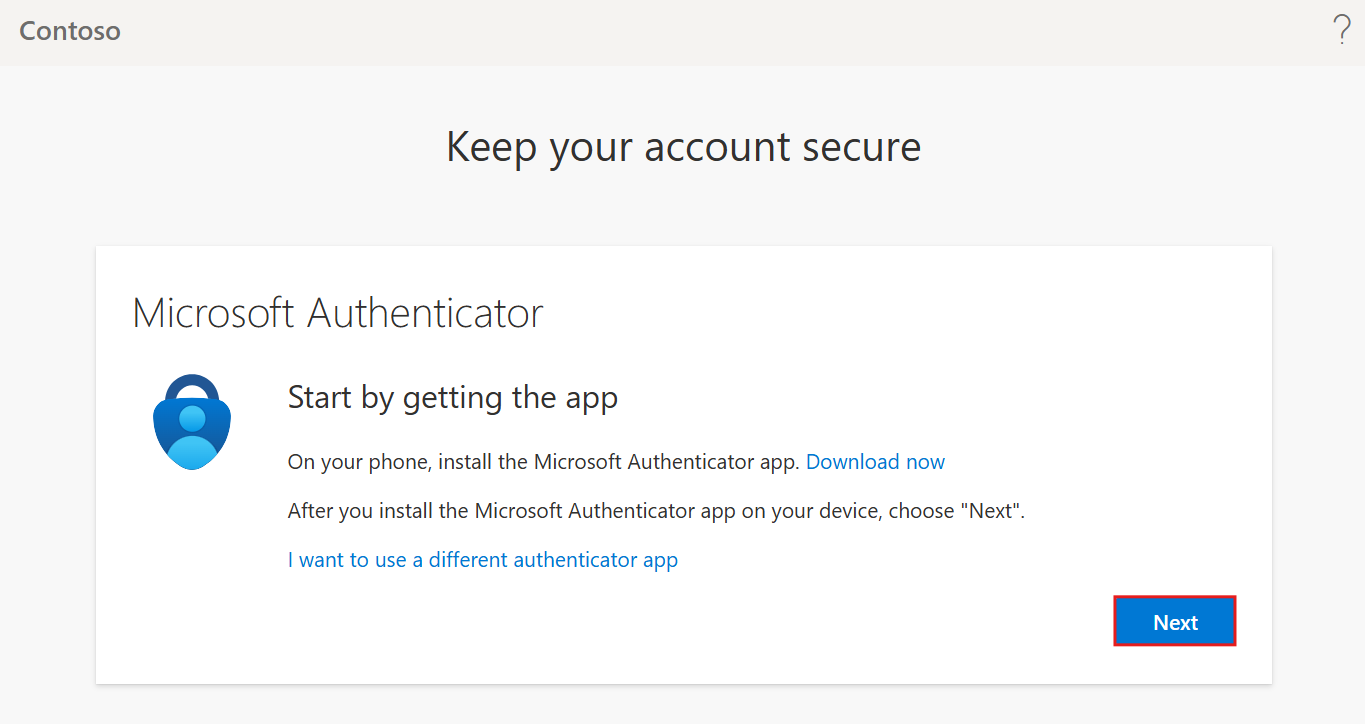 Contoso
?
Keep your account secure
Microsoft Authenticator
Start by getting the app
On your phone, install the Microsoft Authenticator app. Download now
After you install the Microsoft Authenticator app on your device, choose "Next".
I want to use a different authenticator app
Next